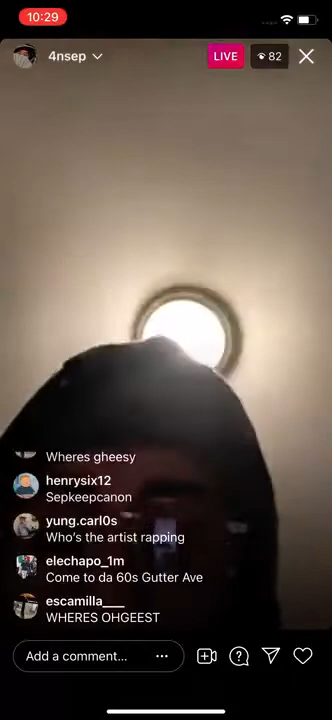 10:29
4nsep
LIVE
82
Wheres gheesy
henrysix12
Sepkeepcanon
yung.carl0s
Who's the artist rapping
elechapo_1m
Come to da 60s Gutter Ave
escamilla___
WHERES OHGEEST
Add a comment...